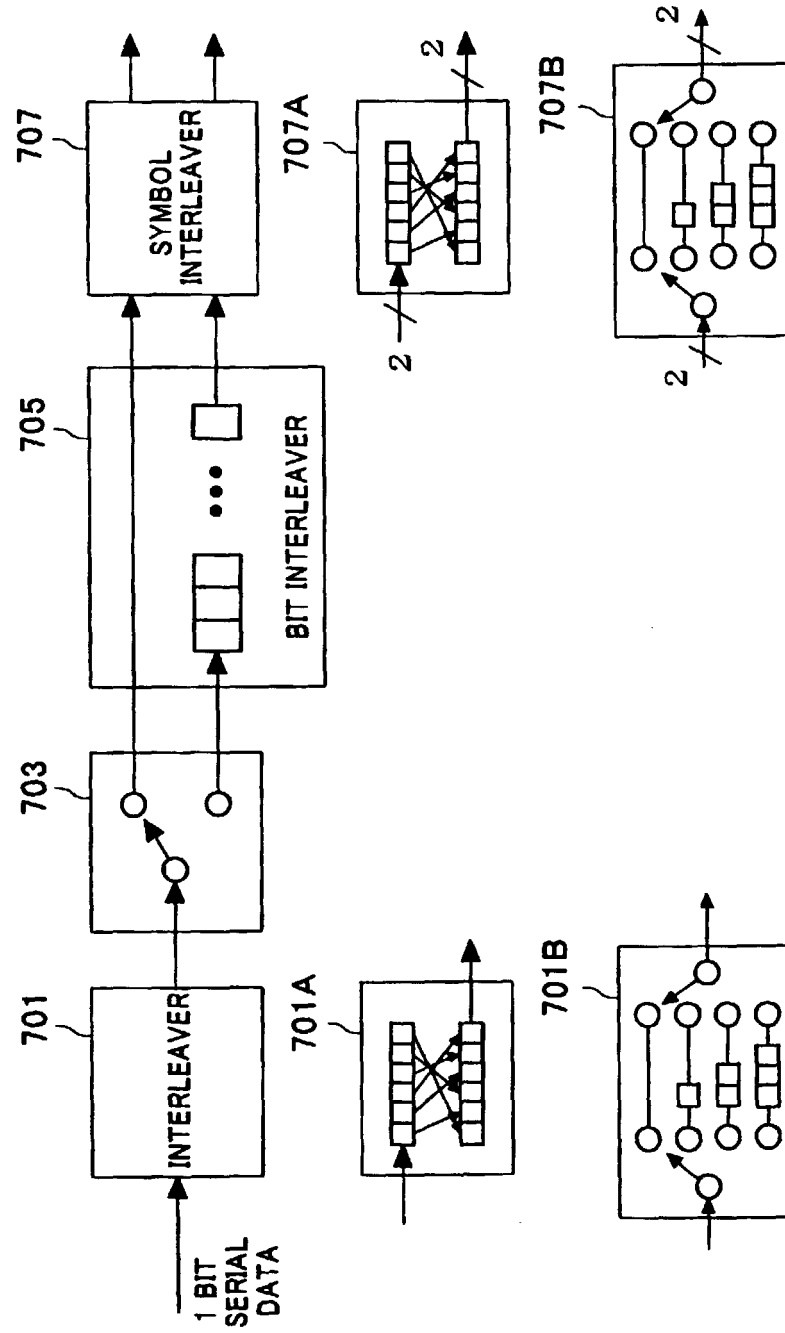 1 BIT
SERIAL
DATA
701
INTERLEAVER
703
705
BIT INTERLEAVER
707
SYMBOL
INTERLEAVER
701A
707A
2
2
701B
707B
2
2